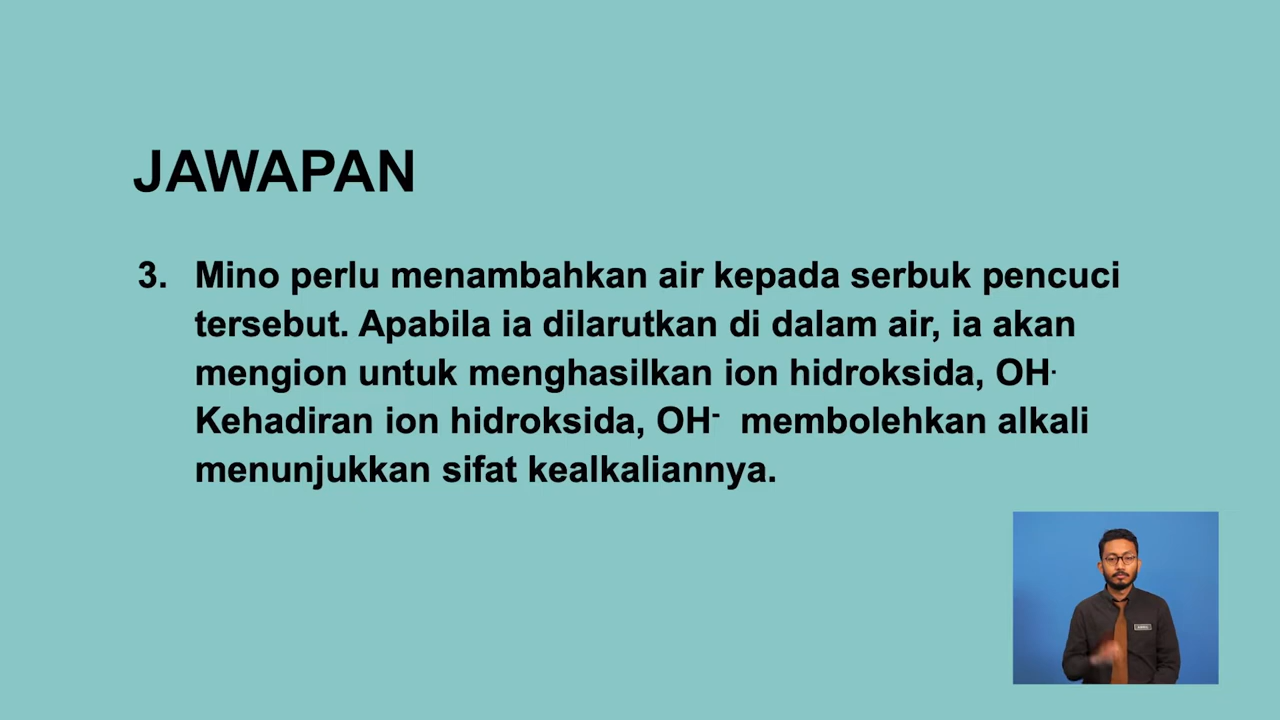 JAWAPAN
3. Mino perlu menambahkan air kepada serbuk pencuci
tersebut. Apabila ia dilarutkan di dalam air, ia akan
mengion untuk menghasilkan ion hidroksida, OH⁻
Kehadiran ion hidroksida, OH⁻ membolehkan alkali
menunjukkan sifat kealkaliannya.